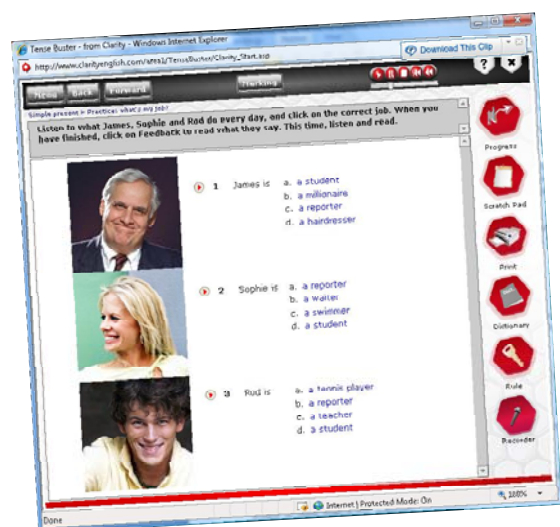 Tense Buster - from Clarity - Windows Internet Explorer
Download This Clip
http://www.clarityenglish.com/area1/TenseBuster/Clarity_Start.asp
Menu Back Forward Marking
Simple present > Practice: what's my job?
Listen to what James, Sophie and Rod do every day, and click on the correct job. When you
have finished, click on Feedback to read what they say. This time, listen and read.
1 James is a. a student
b. a millionaire
c. a reporter
d. a hairdresser
2 Sophie is a. a reporter
b. a waiter
c. a swimmer
d. a student
3 Rod is a. a tennis player
b. a reporter
c. a teacher
d. a student
Progress
Scratch Pad
Print
Dictionary
Rule
Recorder
Done
Internet | Protected Mode: On
100%